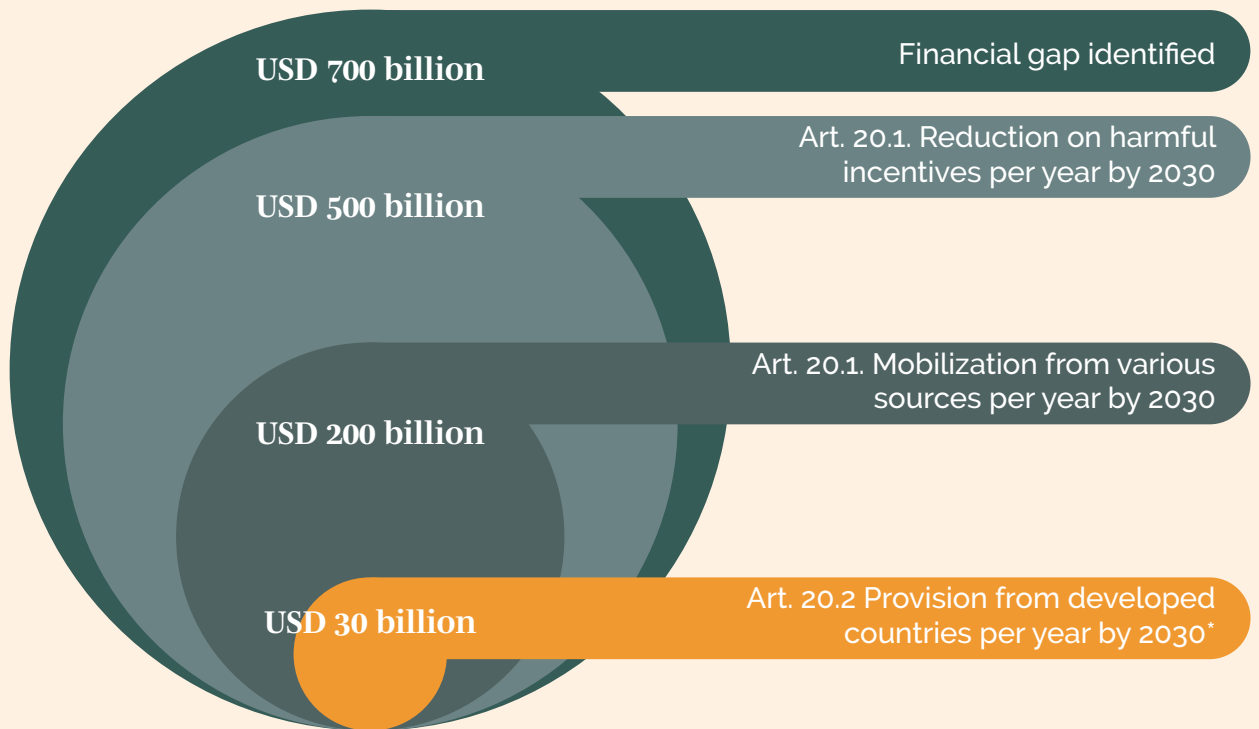 USD 700 billion
Financial gap identified
Art. 20.1. Reduction on harmful
incentives per year by 2030
USD 500 billion
Art. 20.1. Mobilization from various
sources per year by 2030
USD 200 billion
Art. 20.2 Provision from developed
countries per year by 2030*
USD 30 billion